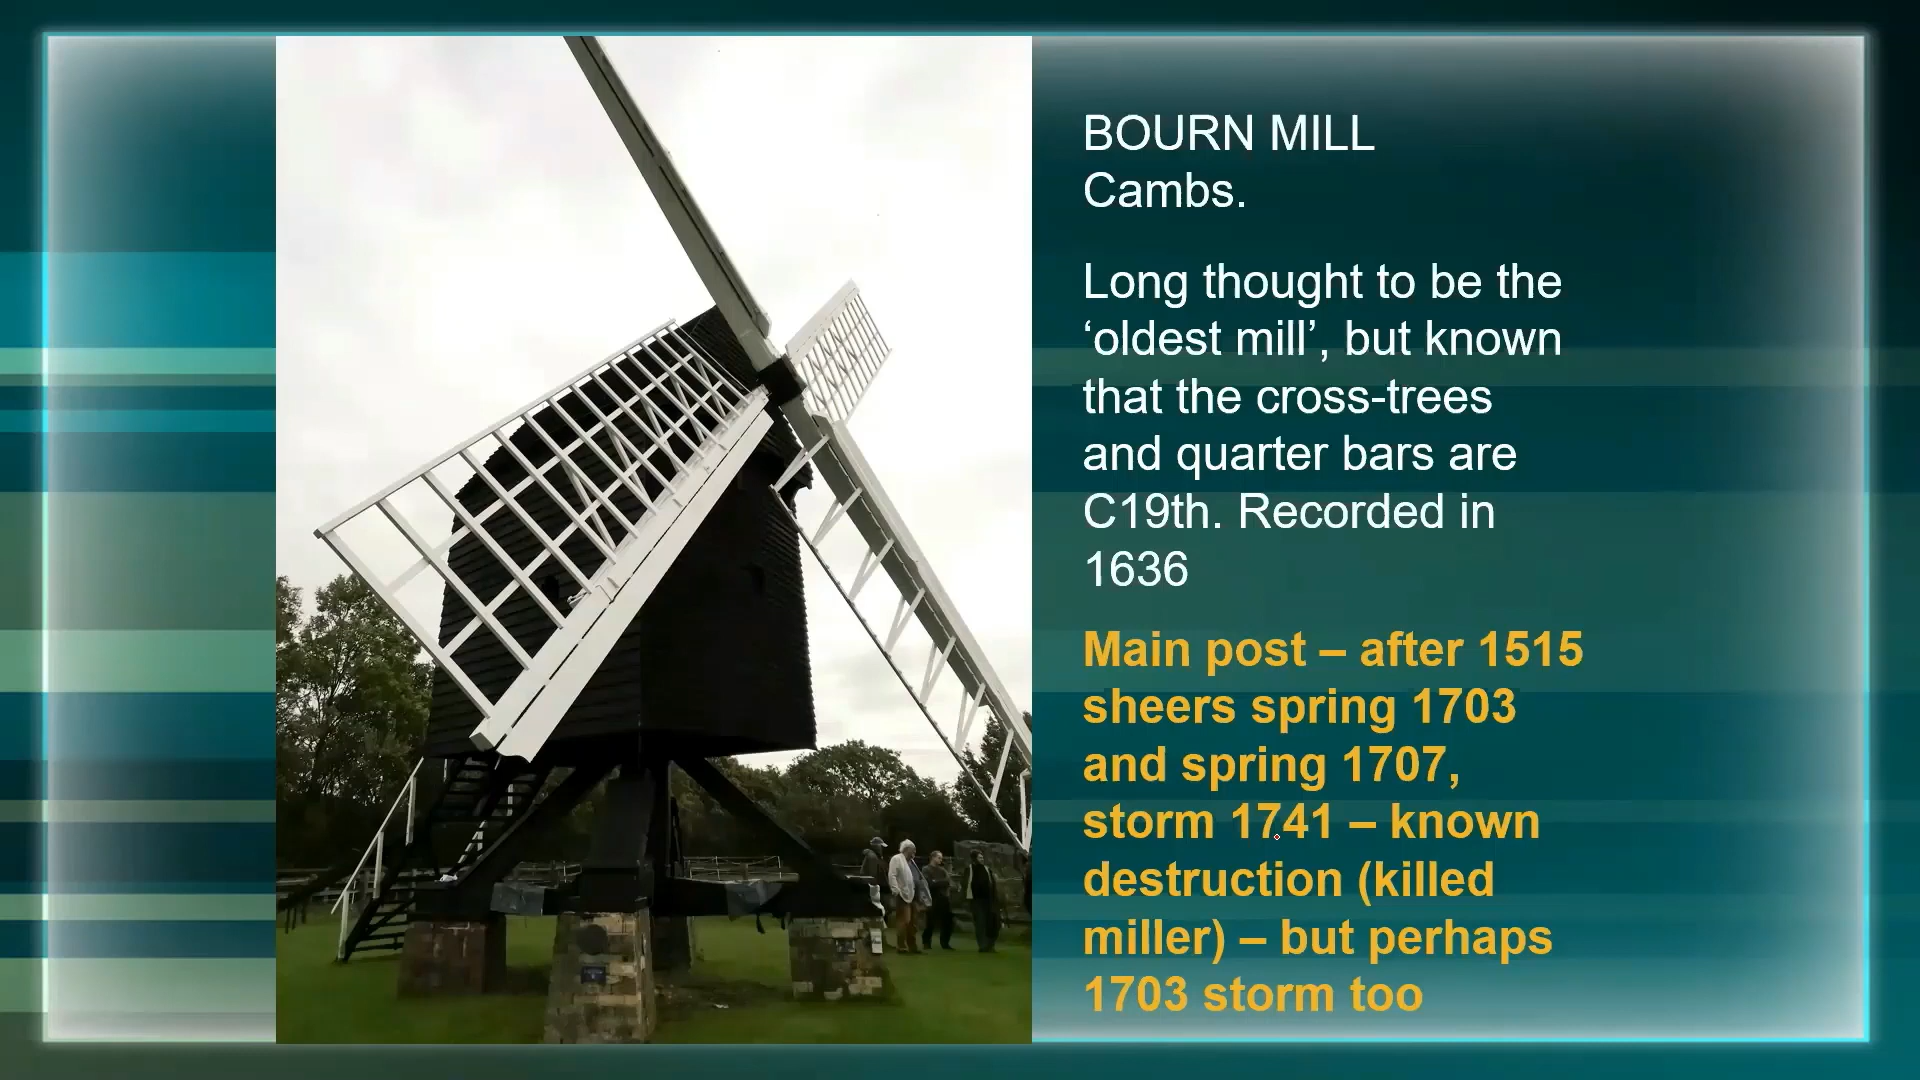 BOURN MILL
Cambs.
Long thought to be the
‘oldest mill’, but known
that the cross-trees
and quarter bars are
C19th. Recorded in
1636
Main post – after 1515
sheers spring 1703
and spring 1707,
storm 1741 – known
destruction (killed
miller) – but perhaps
1703 storm too